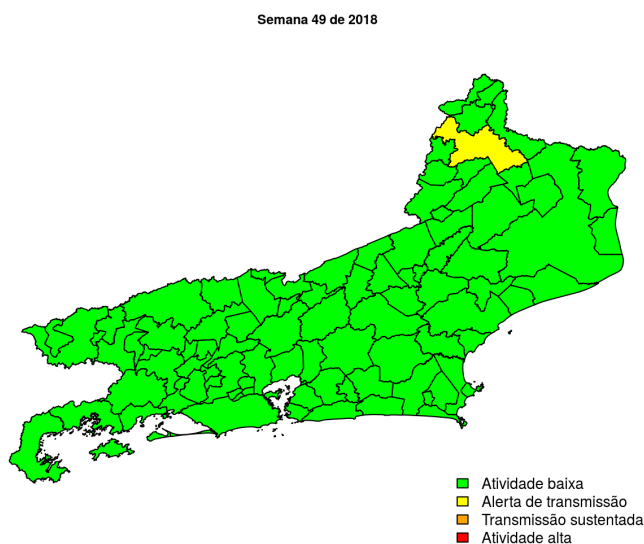 Semana 49 de 2018
Atividade baixa
Alerta de transmissão
Transmissão sustentada
Atividade alta